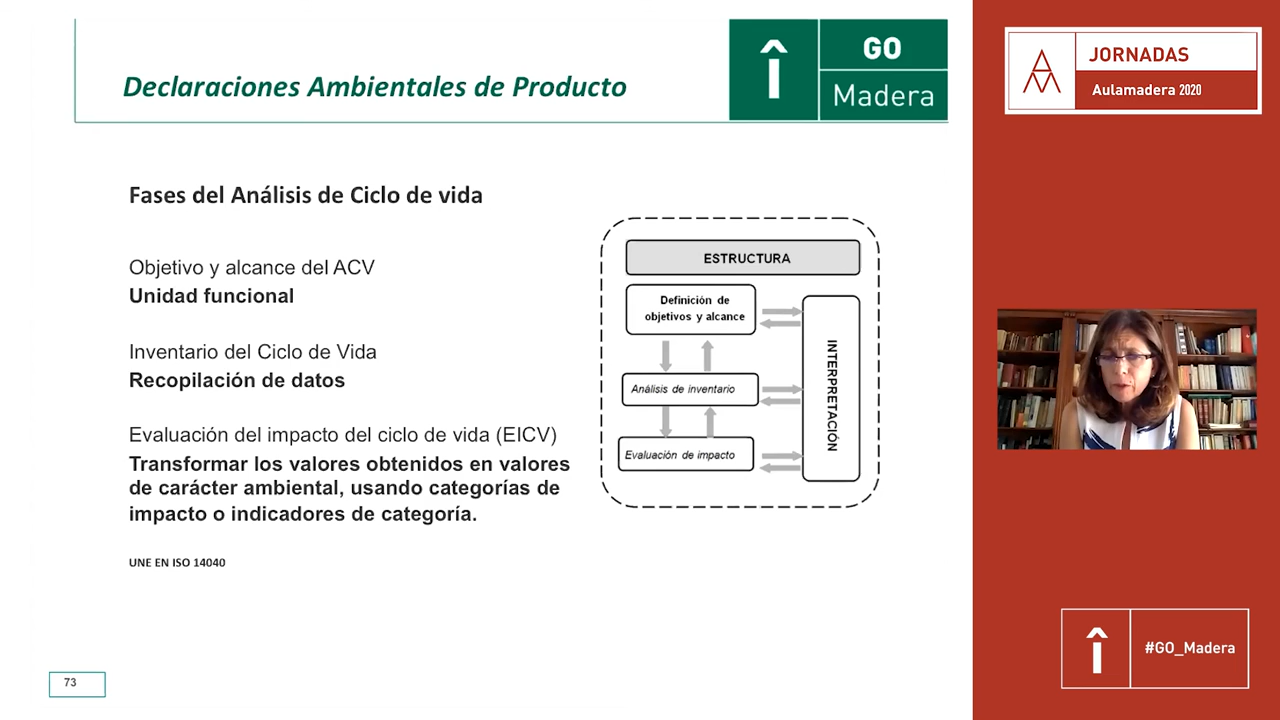 Declaraciones Ambientales de Producto
GO
Madera
Fases del Análisis de Ciclo de vida
Objetivo y alcance del ACV
Unidad funcional
Inventario del Ciclo de Vida
Recopilación de datos
Evaluación del impacto del ciclo de vida (EICV)
Transformar los valores obtenidos en valores
de carácter ambiental, usando categorías de
impacto o indicadores de categoría.
UNE EN ISO 14040
73
ESTRUCTURA
Definición de
objetivos y alcance
Análisis de inventario
Evaluación de impacto
INTERPRETACIÓN
JORNADAS
Aulamadera 2020
#GO_Madera